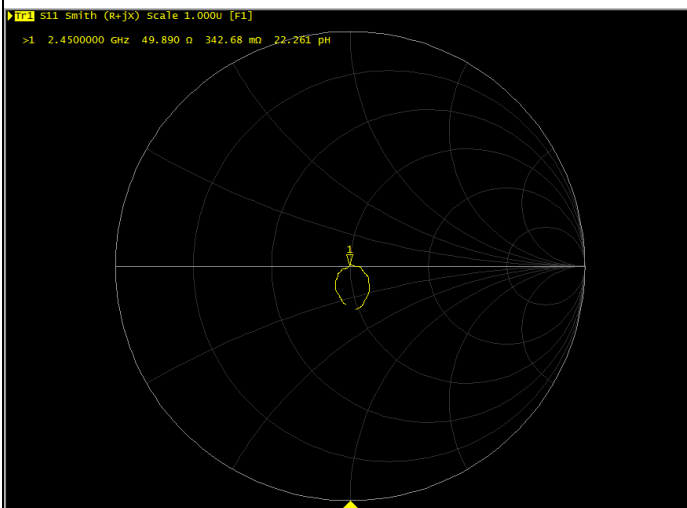 Tr1 S11 Smith (R+jX) Scale 1.000U [F1]
>1 2.4500000 GHz 49.890 Ω 342.68 mΩ 22.261 pH
1